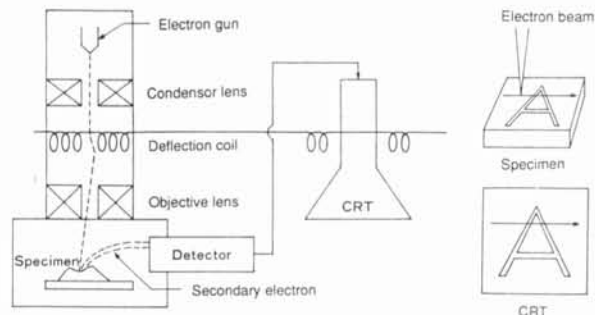 Electron gun
Condensor lens
Deflection coil
Objective lens
Specimen
Detector
Secondary electron
CRT
Electron beam
A
Specimen
A
CRT